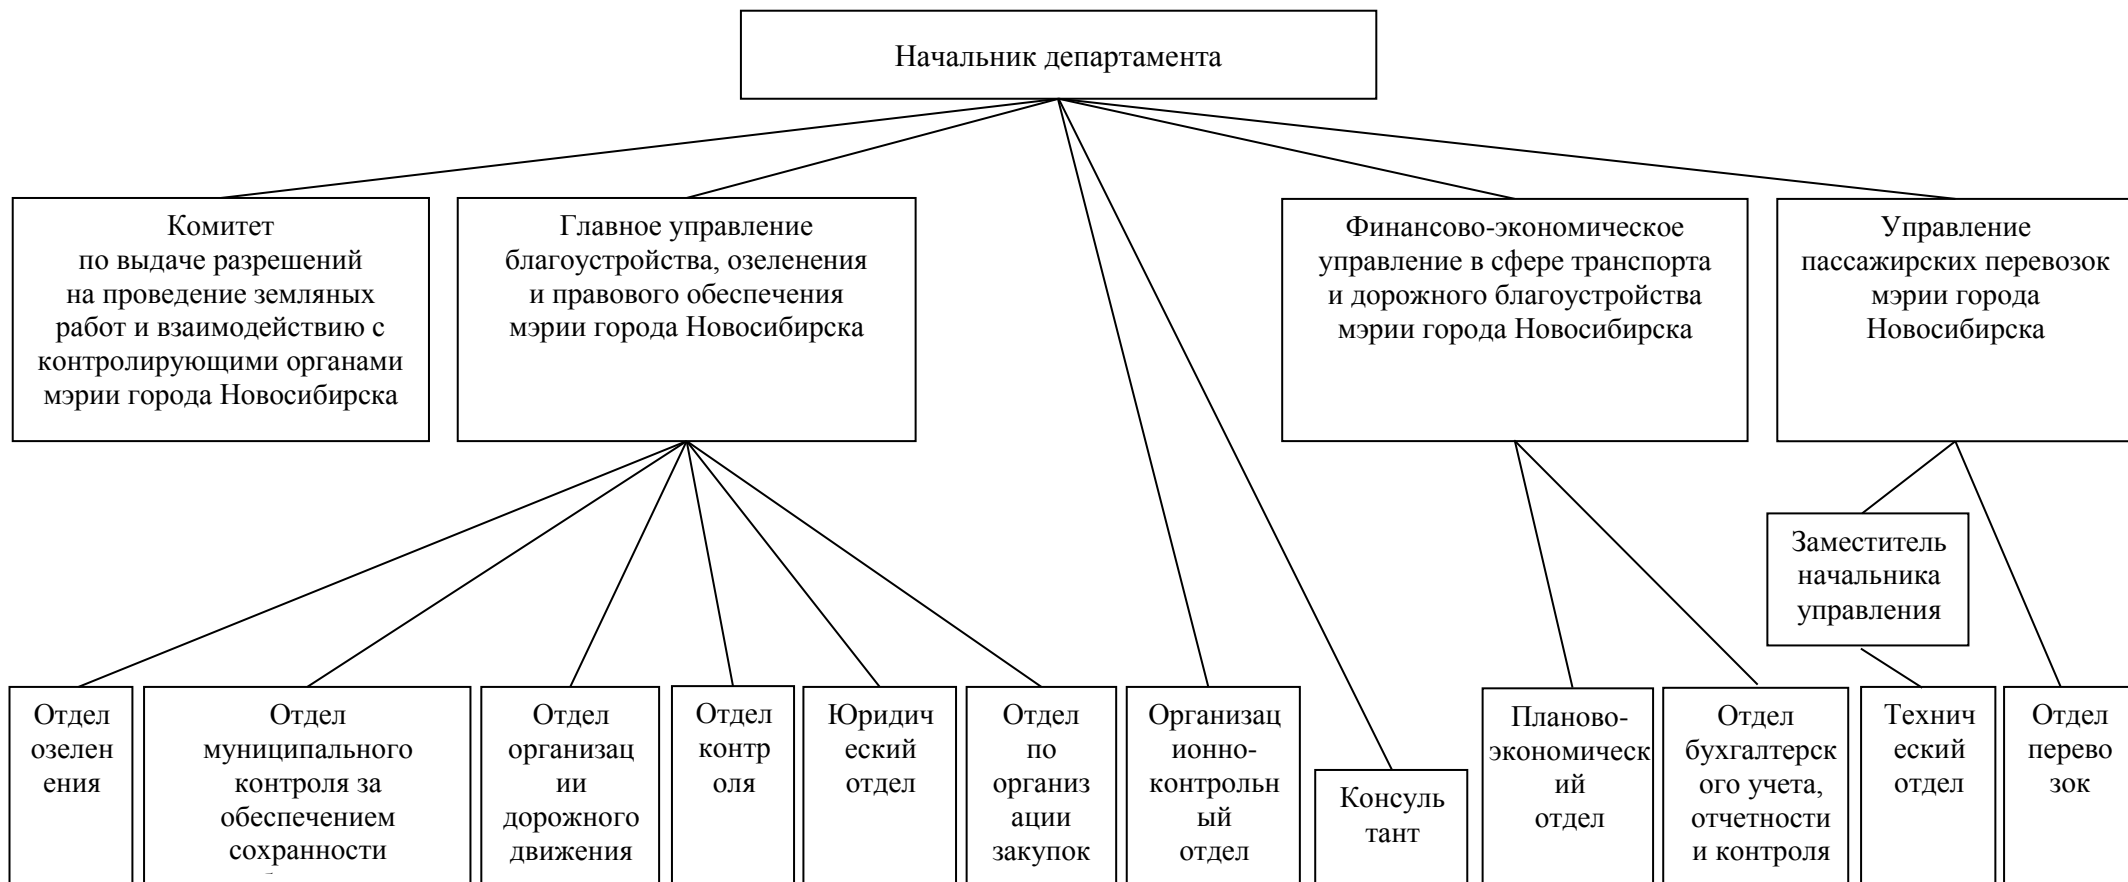 Начальник департамента
Комитет
по выдаче разрешений
на проведение земляных
работ и взаимодействию с
контролирующими органами
мэрии города Новосибирска
Главное управление
благоустройства, озеленения
и правового обеспечения
мэрии города Новосибирска
Финансово-экономическое
управление в сфере транспорта
и дорожного благоустройства
мэрии города Новосибирска
Управление
пассажирских перевозок
мэрии города
Новосибирска
Заместитель
начальника
управления
Отдел
озелен
ения
Отдел
муниципального
контроля за
обеспечением
сохранности
Отдел
организац
ии
дорожного
движения
Отдел
контр
оля
Юридич
еский
отдел
Отдел
по
организ
ации
закупок
Организац
ионно-
контрольн
ый
отдел
Консуль
тант
Планово-
экономическ
ий
отдел
Отдел
бухгалтерск
ого учета,
отчетности
и контроля
Технич
еский
отдел
Отдел
перево
зок